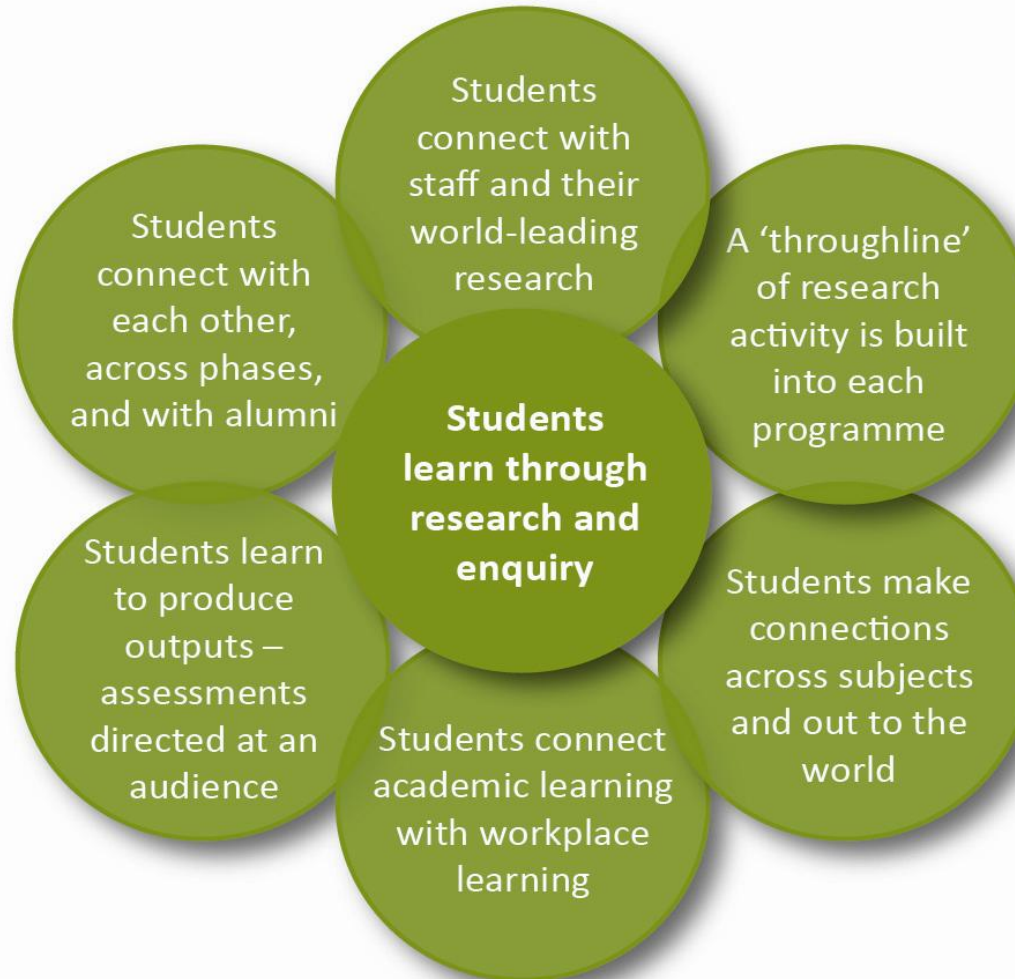 Students
connect with
staff and their
world-leading
research
A ‘throughline’
of research
activity is built
into each
programme
Students make
connections
across subjects
and out to the
world
Students connect
academic learning
with workplace
learning
Students learn
to produce
outputs –
assessments
directed at an
audience
Students
connect with
each other,
across phases,
and with alumni
Students
learn through
research and
enquiry